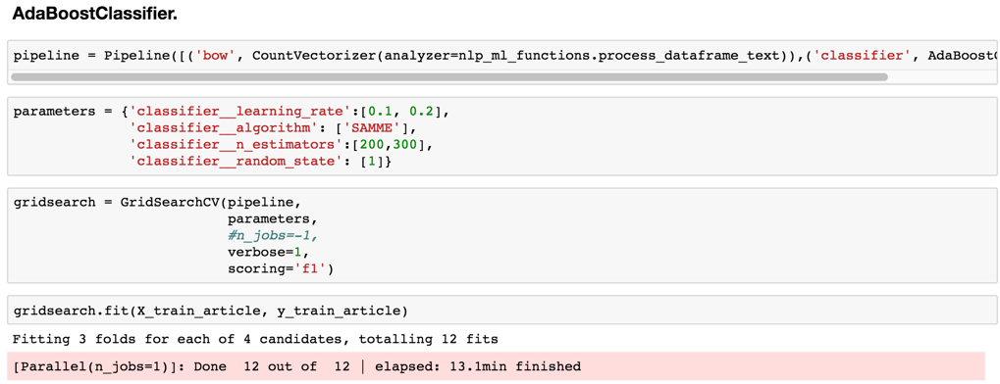 AdaBoostClassifier.
pipeline = Pipeline([('bow', CountVectorizer(analyzer=nlp_ml_functions.process_dataframe_text)),('classifier', AdaBoost
parameters = {'classifier__learning_rate':[0.1, 0.2],
'classifier__algorithm': ['SAMME'],
'classifier__n_estimators':[200,300],
'classifier__random_state': [1]}
gridsearch = GridSearchCV(pipeline,
parameters,
#n_jobs=-1,
verbose=1,
scoring='f1')
gridsearch.fit(X_train_article, y_train_article)
Fitting 3 folds for each of 4 candidates, totalling 12 fits
[Parallel(n_jobs=1)]: Done  12 out of  12 | elapsed: 13.1min finished